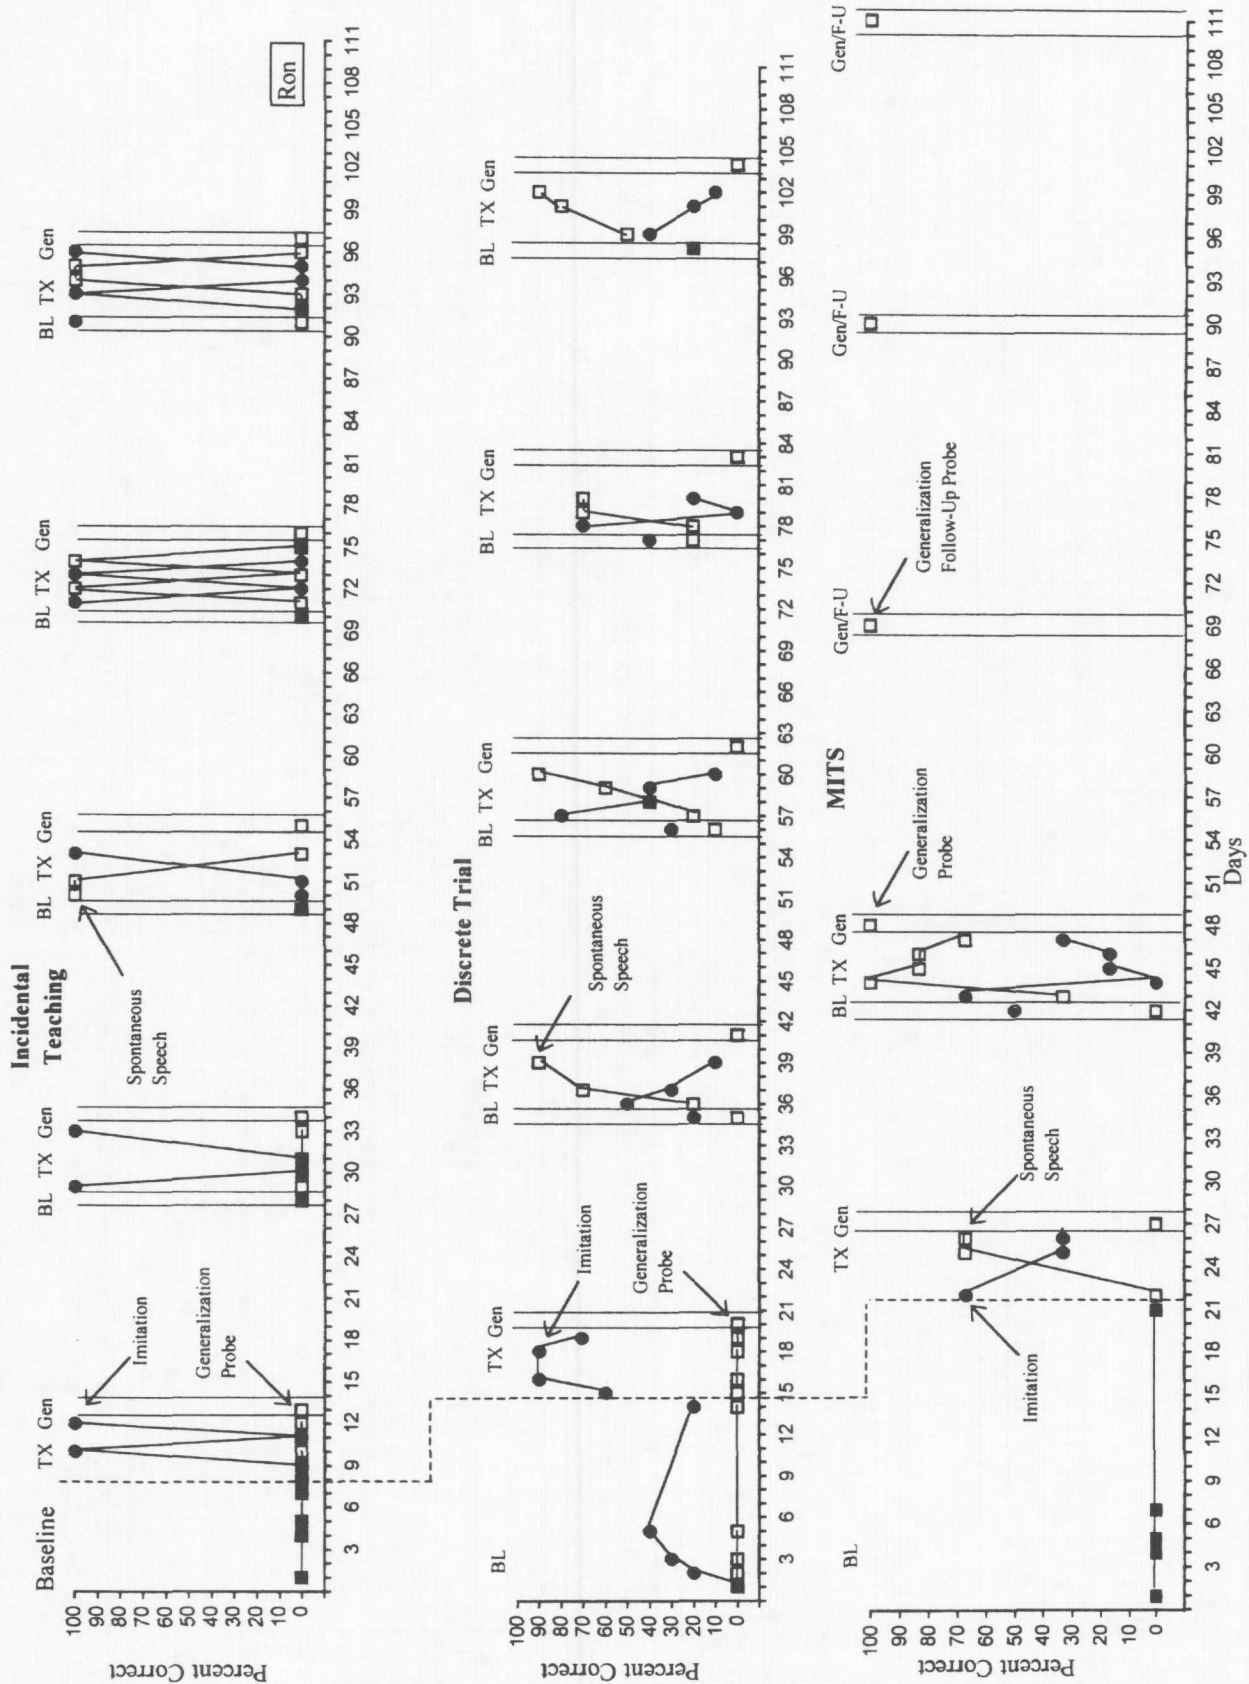 Incidental
Teaching
Baseline
TX
Gen
BL
TX
Gen
BL
TX
Gen
BL
TX
Gen
BL
TX
Gen
Ron
Percent Correct
100
90
80
70
60
50
40
30
20
10
0
Imitation
Generalization
Probe
Spontaneous
Speech
3 6 9 12 15 18 21 24 27 30 33 36 39 42 45 48 51 54 57 60 63 66 69 72 75 78 81 84 87 90 93 96 99 102 105 108 111
Discrete Trial
BL
TX
Gen
BL
TX
Gen
BL
TX
Gen
BL
TX
Gen
BL
TX
Gen
Percent Correct
100
90
80
70
60
50
40
30
20
10
0
Imitation
Generalization
Probe
Spontaneous
Speech
3 6 9 12 15 18 21 24 27 30 33 36 39 42 45 48 51 54 57 60 63 66 69 72 75 78 81 84 87 90 93 96 99 102 105 108 111
MITS
BL
TX
Gen
BL
TX
Gen
Gen/F-U
Gen/F-U
Gen/F-U
Percent Correct
100
90
80
70
60
50
40
30
20
10
0
Imitation
Spontaneous
Speech
Generalization
Probe
Generalization
Follow-Up Probe
3 6 9 12 15 18 21 24 27 30 33 36 39 42 45 48 51 54 57 60 63 66 69 72 75 78 81 84 87 90 93 96 99 102 105 108 111
Days